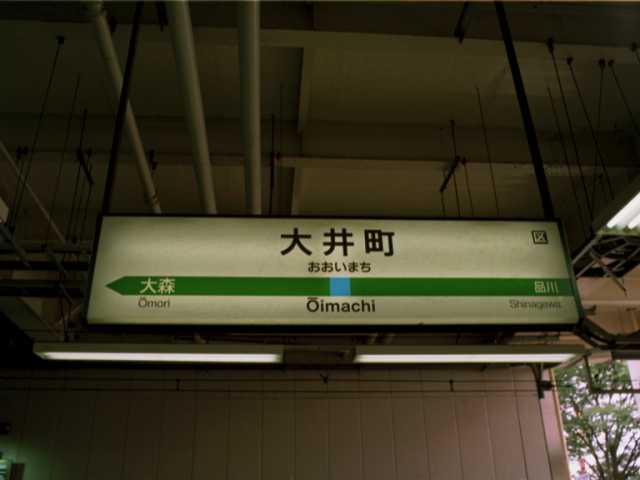 大井町
区
おおいまち
大森
品川
Ōmori
Ōimachi
Shinagawa